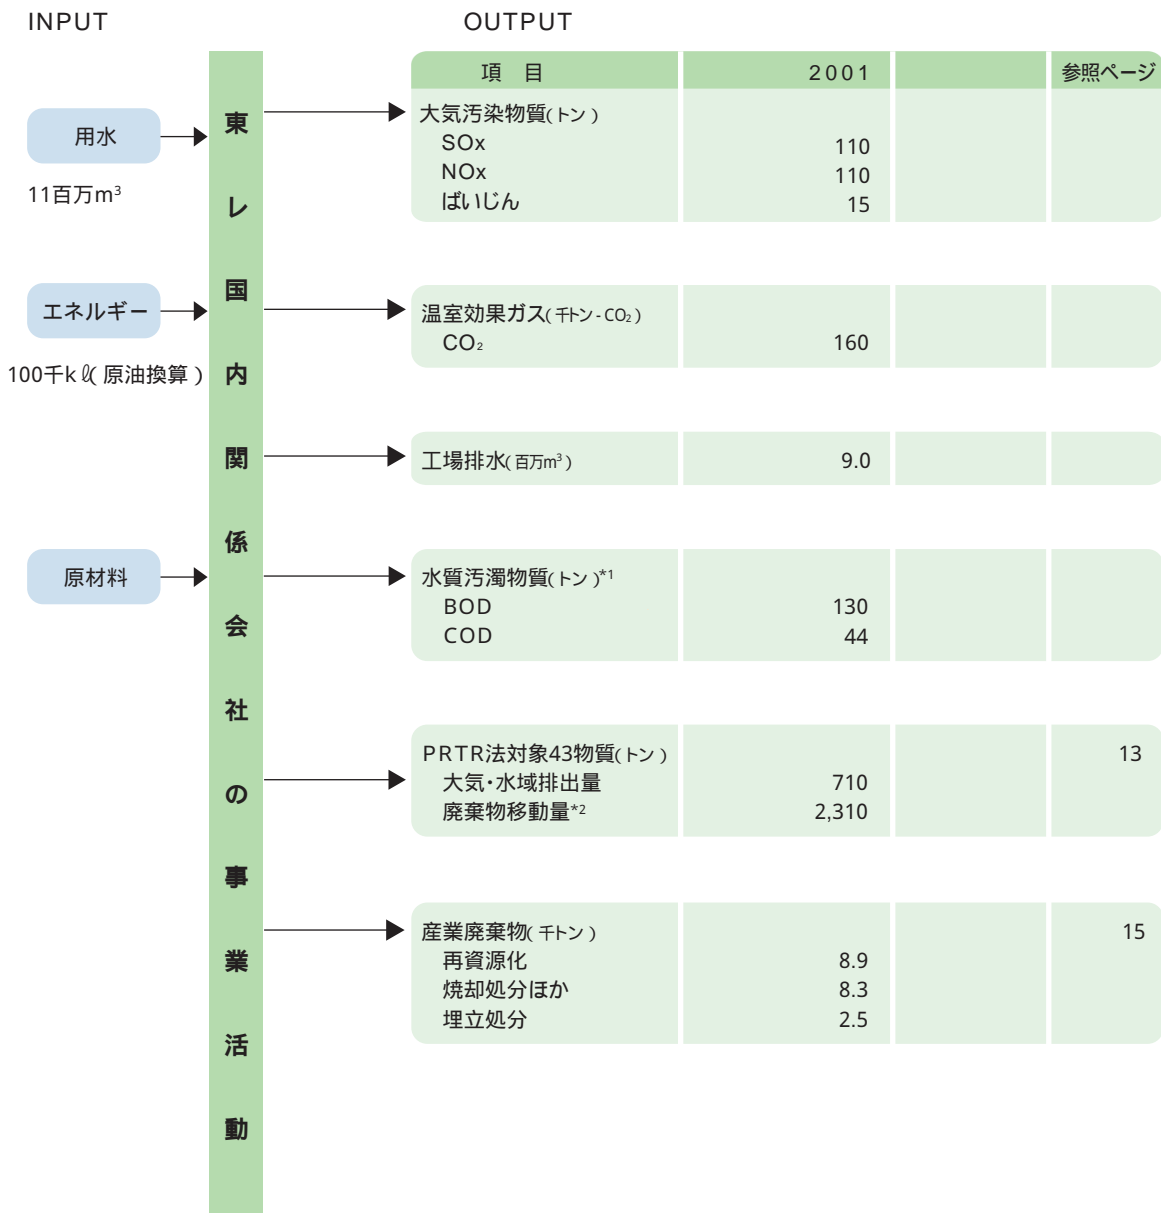 INPUT
OUTPUT
用水
11百万m³
エネルギー
100千kℓ(原油換算)
原材料
東レ国内関係会社の事業活動
項 目 2001 参照ページ
大気汚染物質(トン)
SOx 110
NOx 110
ばいじん 15
温室効果ガス(千トン-CO₂)
CO₂ 160
工場排水(百万m³) 9.0
水質汚濁物質(トン)*1
BOD 130
COD 44
PRTR法対象43物質(トン) 13
大気・水域排出量 710
廃棄物移動量*2 2,310
産業廃棄物(千トン) 15
再資源化 8.9
焼却処分ほか 8.3
埋立処分 2.5